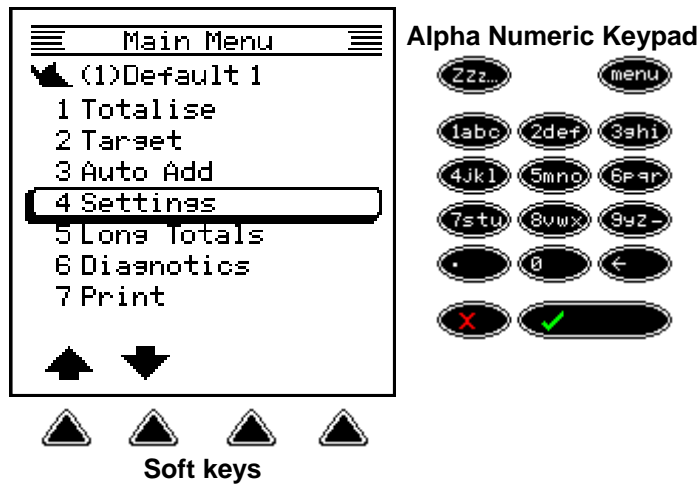 Main Menu
(1)Default 1
1 Totalise
2 Target
3 Auto Add
4 Settings
5 Long Totals
6 Diagnotics
7 Print
Soft keys
Alpha Numeric Keypad
Zzz... menu
1abc 2def 3ghi
4jkl 5mno 6pqr
7stu 8vwx 9yz-
. 0 ←
X ✓